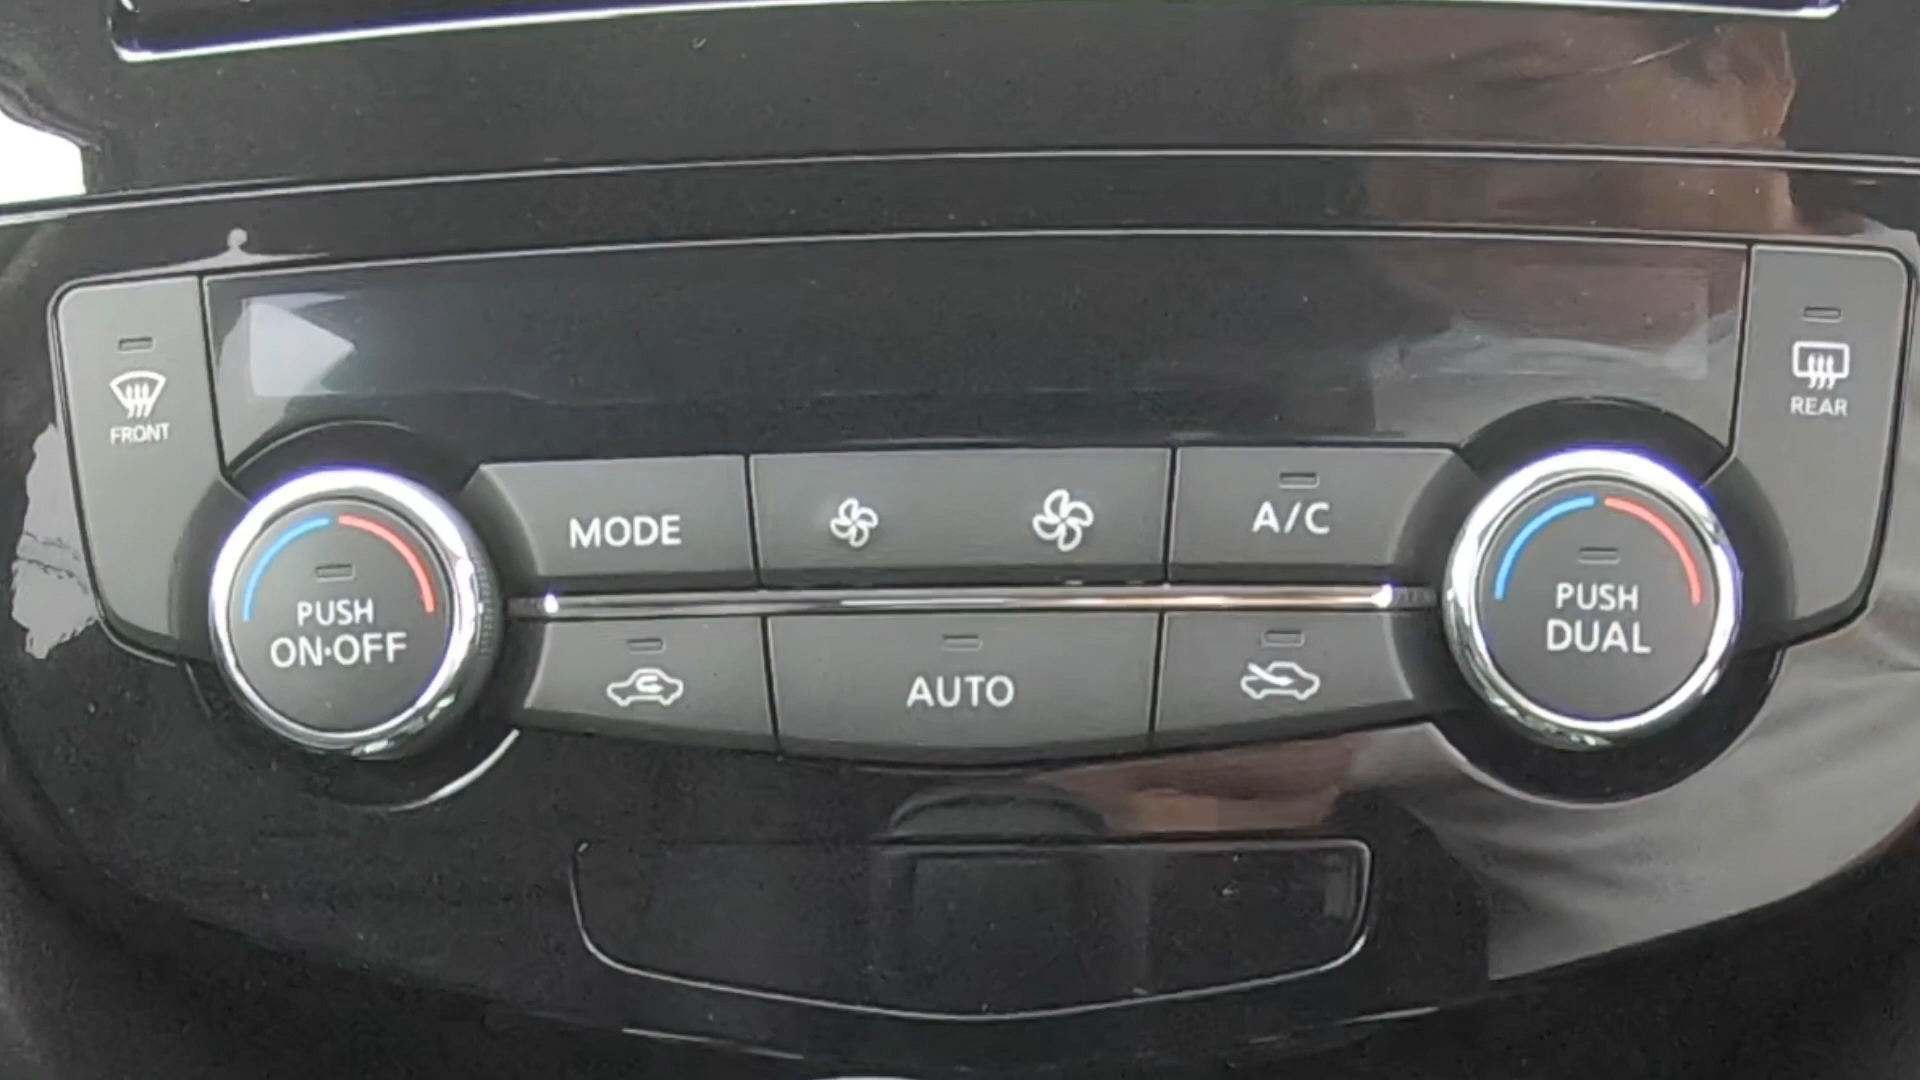 FRONT
REAR
MODE
A/C
PUSH
ON•OFF
PUSH
DUAL
AUTO